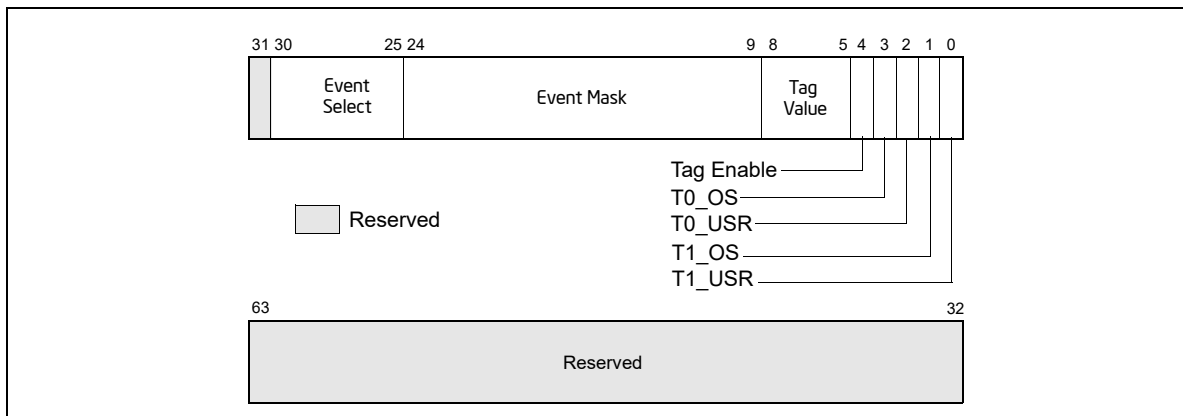 31 30 25 24 9 8 5 4 3 2 1 0
Event
Select
Event Mask
Tag
Value
Tag Enable
T0_OS
Reserved
T0_USR
T1_OS
T1_USR
63 32
Reserved